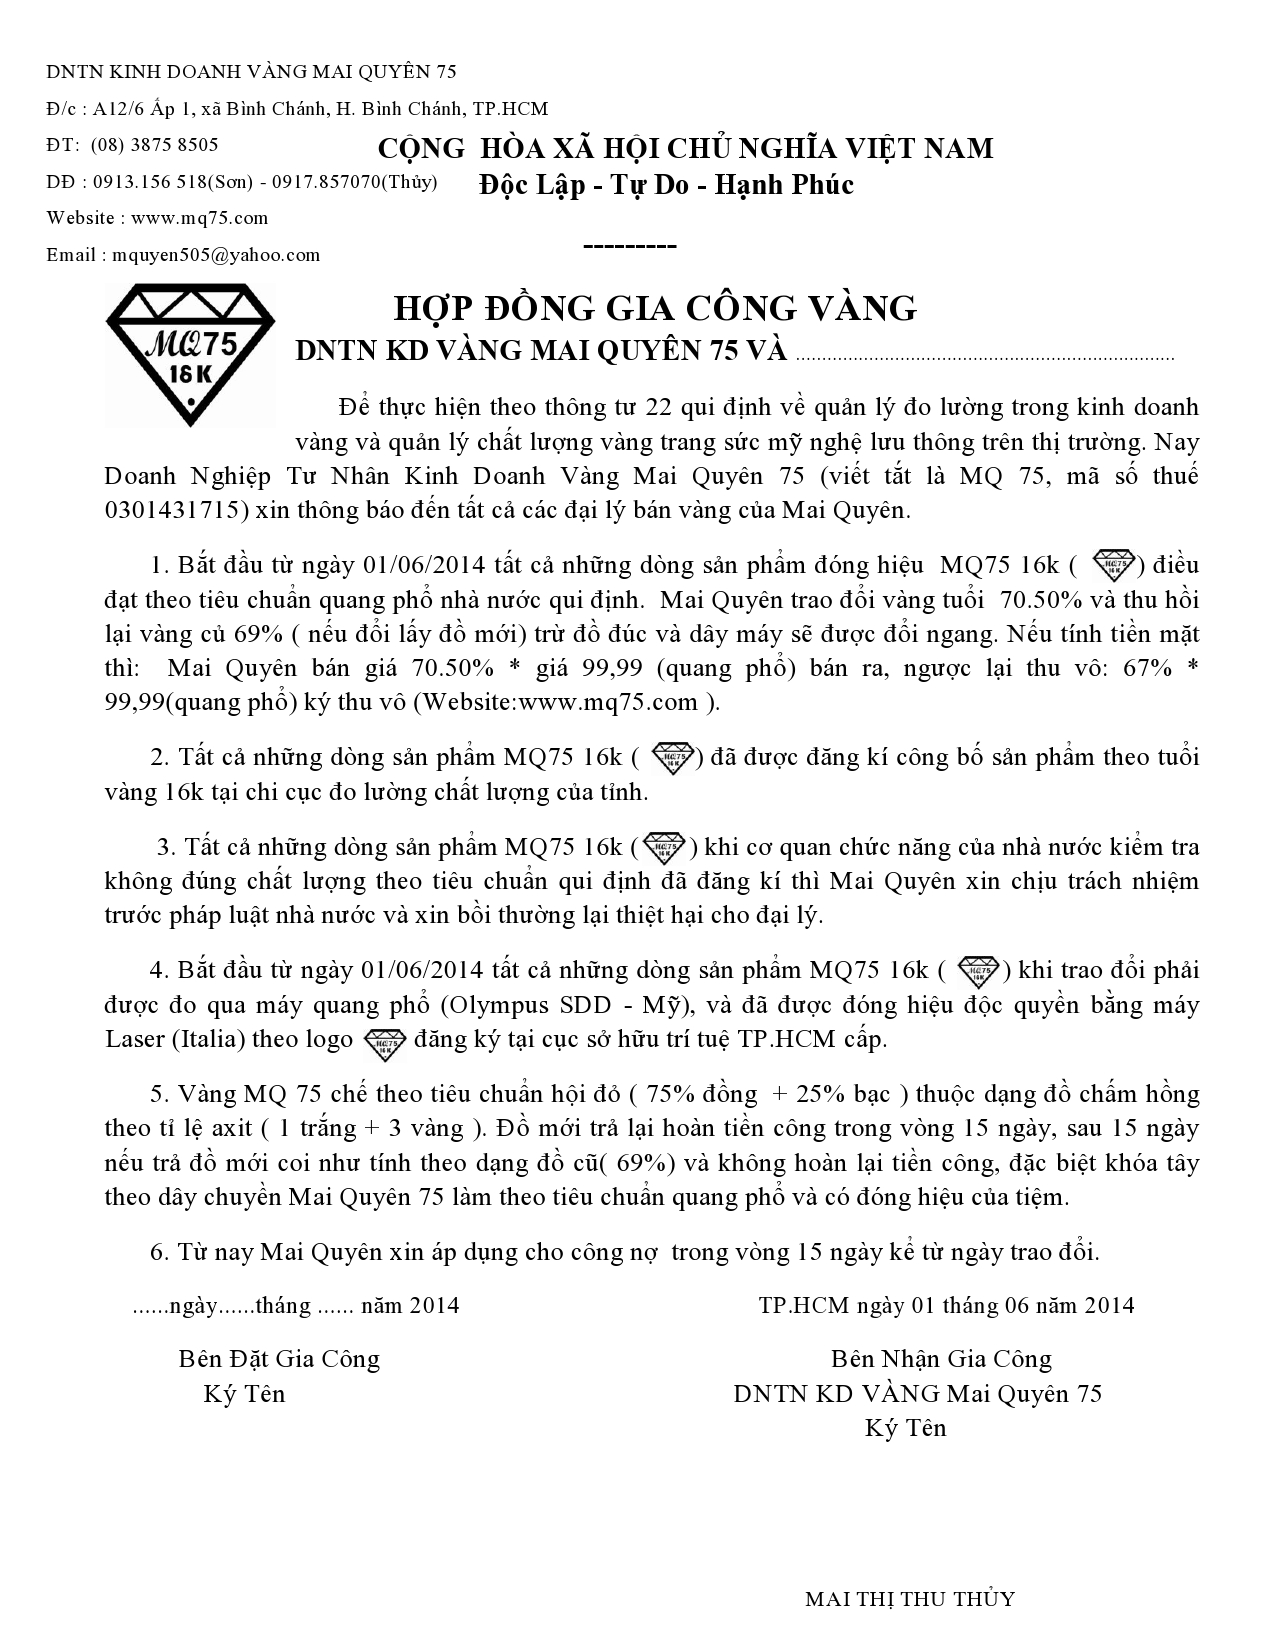 DNTN KINH DOANH VÀNG MAI QUYÊN 75
Đ/c : A12/6 Ấp 1, xã Bình Chánh, H. Bình Chánh, TP.HCM
ĐT:  (08) 3875 8505
CỘNG  HÒA XÃ HỘI CHỦ NGHĨA VIỆT NAM
DĐ : 0913.156 518(Sơn) - 0917.857070(Thủy)
Độc Lập - Tự Do - Hạnh Phúc
Website : www.mq75.com
---------
Email : mquyen505@yahoo.com
MQ75
18K
HỢP ĐỒNG GIA CÔNG VÀNG
DNTN KD VÀNG MAI QUYÊN 75 VÀ .........................................................................
Để thực hiện theo thông tư 22 qui định về quản lý đo lường trong kinh doanh
vàng và quản lý chất lượng vàng trang sức mỹ nghệ lưu thông trên thị trường. Nay
Doanh Nghiệp Tư Nhân Kinh Doanh Vàng Mai Quyên 75 (viết tắt là MQ 75, mã số thuế
0301431715) xin thông báo đến tất cả các đại lý bán vàng của Mai Quyên.
1. Bắt đầu từ ngày 01/06/2014 tất cả những dòng sản phẩm đóng hiệu  MQ75 16k ( MQ75 16K ) điều
đạt theo tiêu chuẩn quang phổ nhà nước qui định.  Mai Quyên trao đổi vàng tuổi  70.50% và thu hồi
lại vàng củ 69% ( nếu đổi lấy đồ mới) trừ đồ đúc và dây máy sẽ được đổi ngang. Nếu tính tiền mặt
thì:  Mai Quyên bán giá 70.50% * giá 99,99 (quang phổ) bán ra, ngược lại thu vô: 67% *
99,99(quang phổ) ký thu vô (Website:www.mq75.com ).
2. Tất cả những dòng sản phẩm MQ75 16k ( MQ75 16K ) đã được đăng kí công bố sản phẩm theo tuổi
vàng 16k tại chi cục đo lường chất lượng của tỉnh.
3. Tất cả những dòng sản phẩm MQ75 16k ( MQ75 16K ) khi cơ quan chức năng của nhà nước kiểm tra
không đúng chất lượng theo tiêu chuẩn qui định đã đăng kí thì Mai Quyên xin chịu trách nhiệm
trước pháp luật nhà nước và xin bồi thường lại thiệt hại cho đại lý.
4. Bắt đầu từ ngày 01/06/2014 tất cả những dòng sản phẩm MQ75 16k ( MQ75 16K ) khi trao đổi phải
được đo qua máy quang phổ (Olympus SDD - Mỹ), và đã được đóng hiệu độc quyền bằng máy
Laser (Italia) theo logo MQ75 16K đăng ký tại cục sở hữu trí tuệ TP.HCM cấp.
5. Vàng MQ 75 chế theo tiêu chuẩn hội đỏ ( 75% đồng  + 25% bạc ) thuộc dạng đồ chấm hồng
theo tỉ lệ axit ( 1 trắng + 3 vàng ). Đồ mới trả lại hoàn tiền công trong vòng 15 ngày, sau 15 ngày
nếu trả đồ mới coi như tính theo dạng đồ cũ( 69%) và không hoàn lại tiền công, đặc biệt khóa tây
theo dây chuyền Mai Quyên 75 làm theo tiêu chuẩn quang phổ và có đóng hiệu của tiệm.
6. Từ nay Mai Quyên xin áp dụng cho công nợ  trong vòng 15 ngày kể từ ngày trao đổi.
......ngày......tháng ...... năm 2014
TP.HCM ngày 01 tháng 06 năm 2014
Bên Đặt Gia Công
Bên Nhận Gia Công
Ký Tên
DNTN KD VÀNG Mai Quyên 75
Ký Tên
MAI THỊ THU THỦY